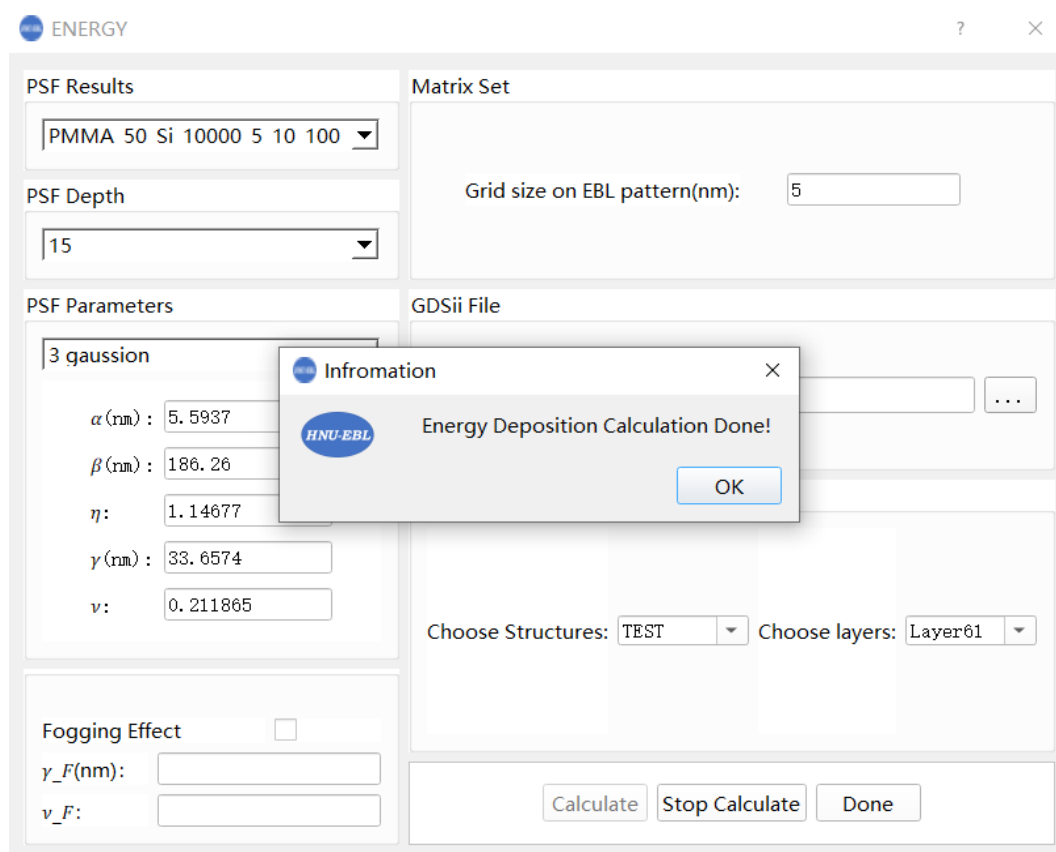 ENERGY
?
PSF Results
PMMA 50 Si 10000 5 10 100
PSF Depth
15
PSF Parameters
3 gaussion
α(nm):
5.5937
β(nm):
186.26
η:
1.14677
γ(nm):
33.6574
ν:
0.211865
Fogging Effect
γ_F(nm):
ν_F:
Matrix Set
Grid size on EBL pattern(nm):
5
GDSii File
...
Infromation
HNU-EBL
Energy Deposition Calculation Done!
OK
Choose Structures:
TEST
Choose layers:
Layer61
Calculate
Stop Calculate
Done